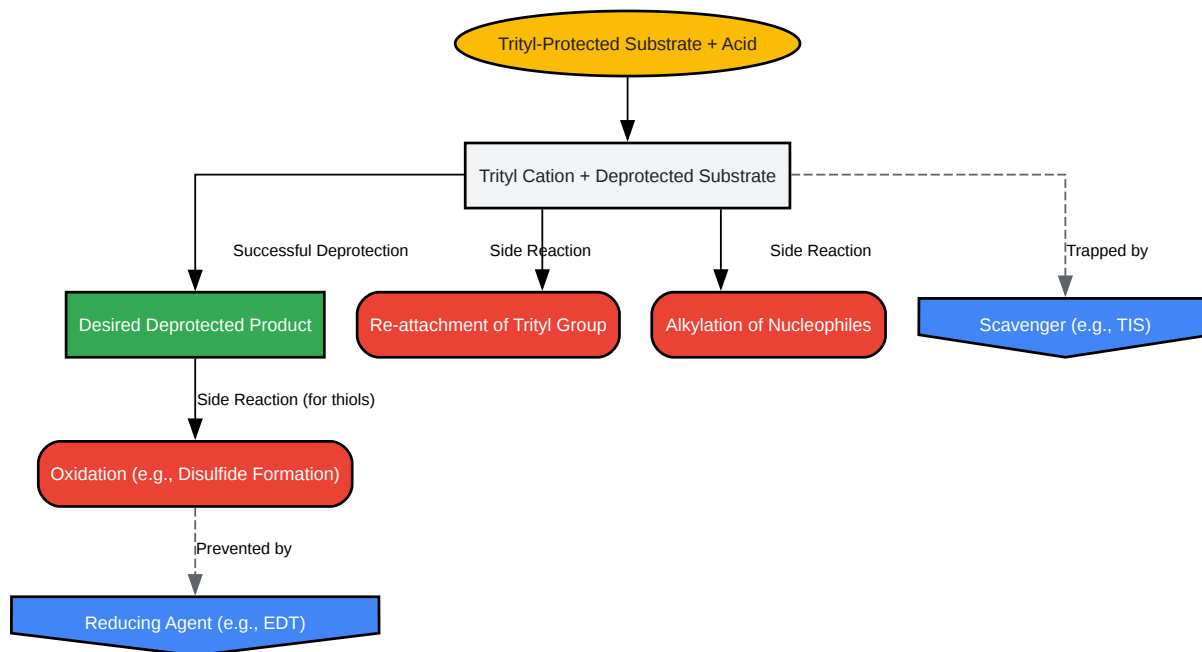 Trityl-Protected Substrate + Acid
Trityl Cation + Deprotected Substrate
Successful Deprotection
Side Reaction
Side Reaction
Trapped by
Desired Deprotected Product
Re-attachment of Trityl Group
Alkylation of Nucleophiles
Scavenger (e.g., TIS)
Side Reaction (for thiols)
Oxidation (e.g., Disulfide Formation)
Prevented by
Reducing Agent (e.g., EDT)